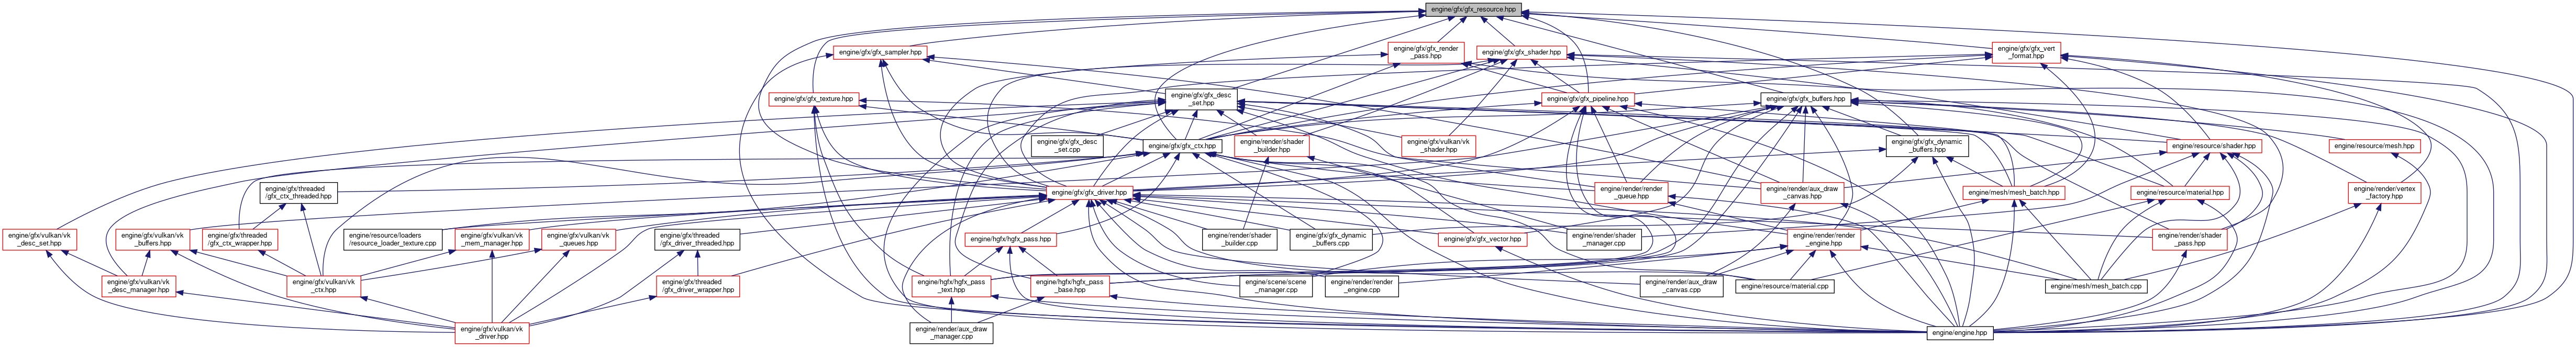 engine/gfx/gfx_resource.hpp
engine/gfx/gfx_sampler.hpp
engine/gfx/gfx_render
_pass.hpp
engine/gfx/gfx_shader.hpp
engine/gfx/gfx_vert
_format.hpp
engine/gfx/gfx_texture.hpp
engine/gfx/gfx_desc
_set.hpp
engine/gfx/gfx_pipeline.hpp
engine/gfx/gfx_buffers.hpp
engine/gfx/gfx_desc
_set.cpp
engine/gfx/gfx_ctx.hpp
engine/render/shader
_builder.hpp
engine/gfx/vulkan/vk
_shader.hpp
engine/gfx/gfx_dynamic
_buffers.hpp
engine/resource/shader.hpp
engine/resource/mesh.hpp
engine/gfx/threaded
/gfx_ctx_threaded.hpp
engine/gfx/gfx_driver.hpp
engine/render/render
_queue.hpp
engine/render/aux_draw
_canvas.hpp
engine/mesh/mesh_batch.hpp
engine/resource/material.hpp
engine/render/vertex
_factory.hpp
engine/gfx/vulkan/vk
_desc_set.hpp
engine/gfx/vulkan/vk
_buffers.hpp
engine/gfx/threaded
/gfx_ctx_wrapper.hpp
engine/resource/loaders
/resource_loader_texture.cpp
engine/gfx/vulkan/vk
_mem_manager.hpp
engine/gfx/vulkan/vk
_queues.hpp
engine/gfx/threaded
/gfx_driver_threaded.hpp
engine/hgfx/hgfx_pass.hpp
engine/render/shader
_builder.cpp
engine/gfx/gfx_dynamic
_buffers.cpp
engine/gfx/gfx_vector.hpp
engine/render/shader
_manager.cpp
engine/render/render
_engine.hpp
engine/render/shader
_pass.hpp
engine/gfx/vulkan/vk
_desc_manager.hpp
engine/gfx/vulkan/vk
_ctx.hpp
engine/gfx/threaded
/gfx_driver_wrapper.hpp
engine/hgfx/hgfx_pass
_text.hpp
engine/hgfx/hgfx_pass
_base.hpp
engine/scene/scene
_manager.cpp
engine/render/render
_engine.cpp
engine/render/aux_draw
_canvas.cpp
engine/resource/material.cpp
engine/mesh/mesh_batch.cpp
engine/gfx/vulkan/vk
_driver.hpp
engine/render/aux_draw
_manager.cpp
engine/engine.hpp